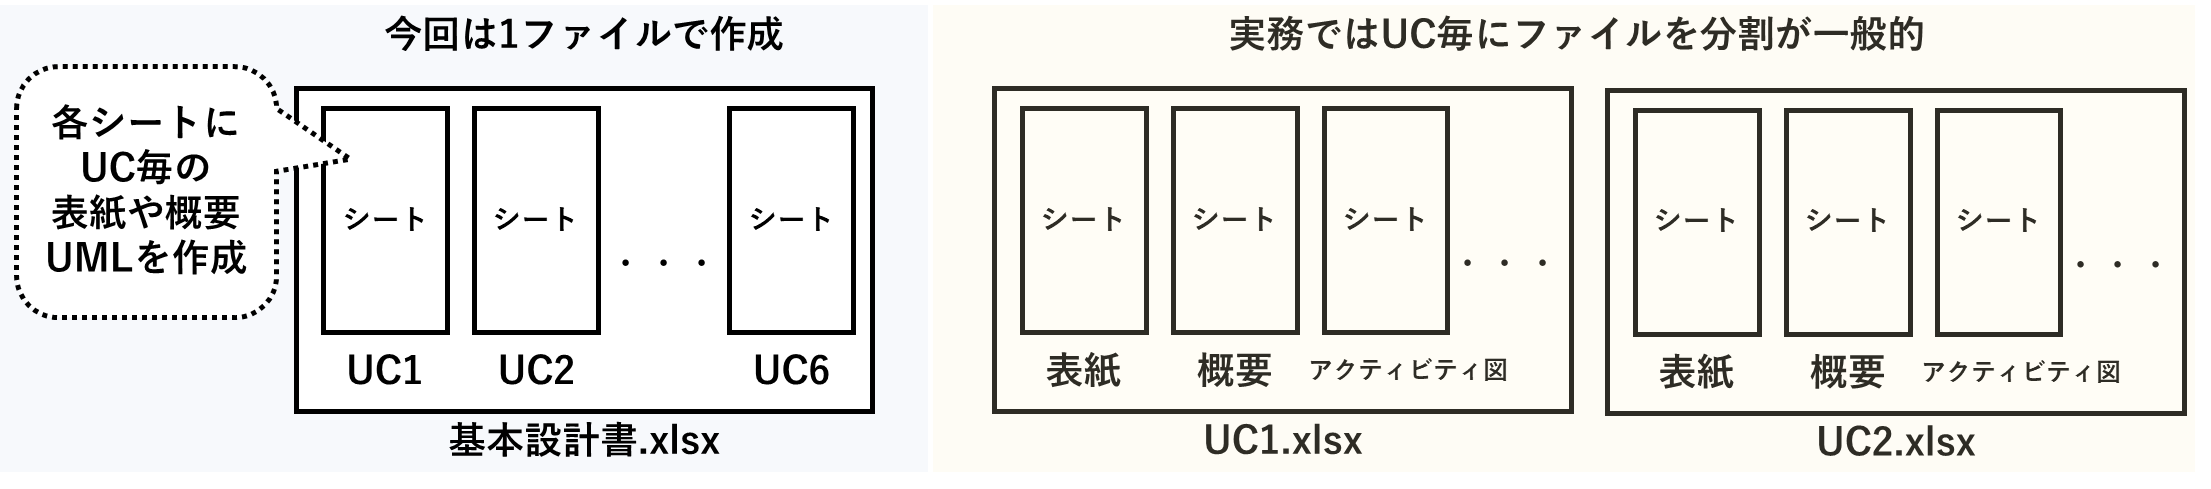 今回は1ファイルで作成
各シートに
UC毎の
表紙や概要
UMLを作成
シート
シート
・・・
シート
UC1
UC2
UC6
基本設計書.xlsx
実務ではUC毎にファイルを分割が一般的
シート
シート
シート
・・・
表紙
概要
アクティビティ図
UC1.xlsx
シート
シート
シート
・・・
表紙
概要
アクティビティ図
UC2.xlsx